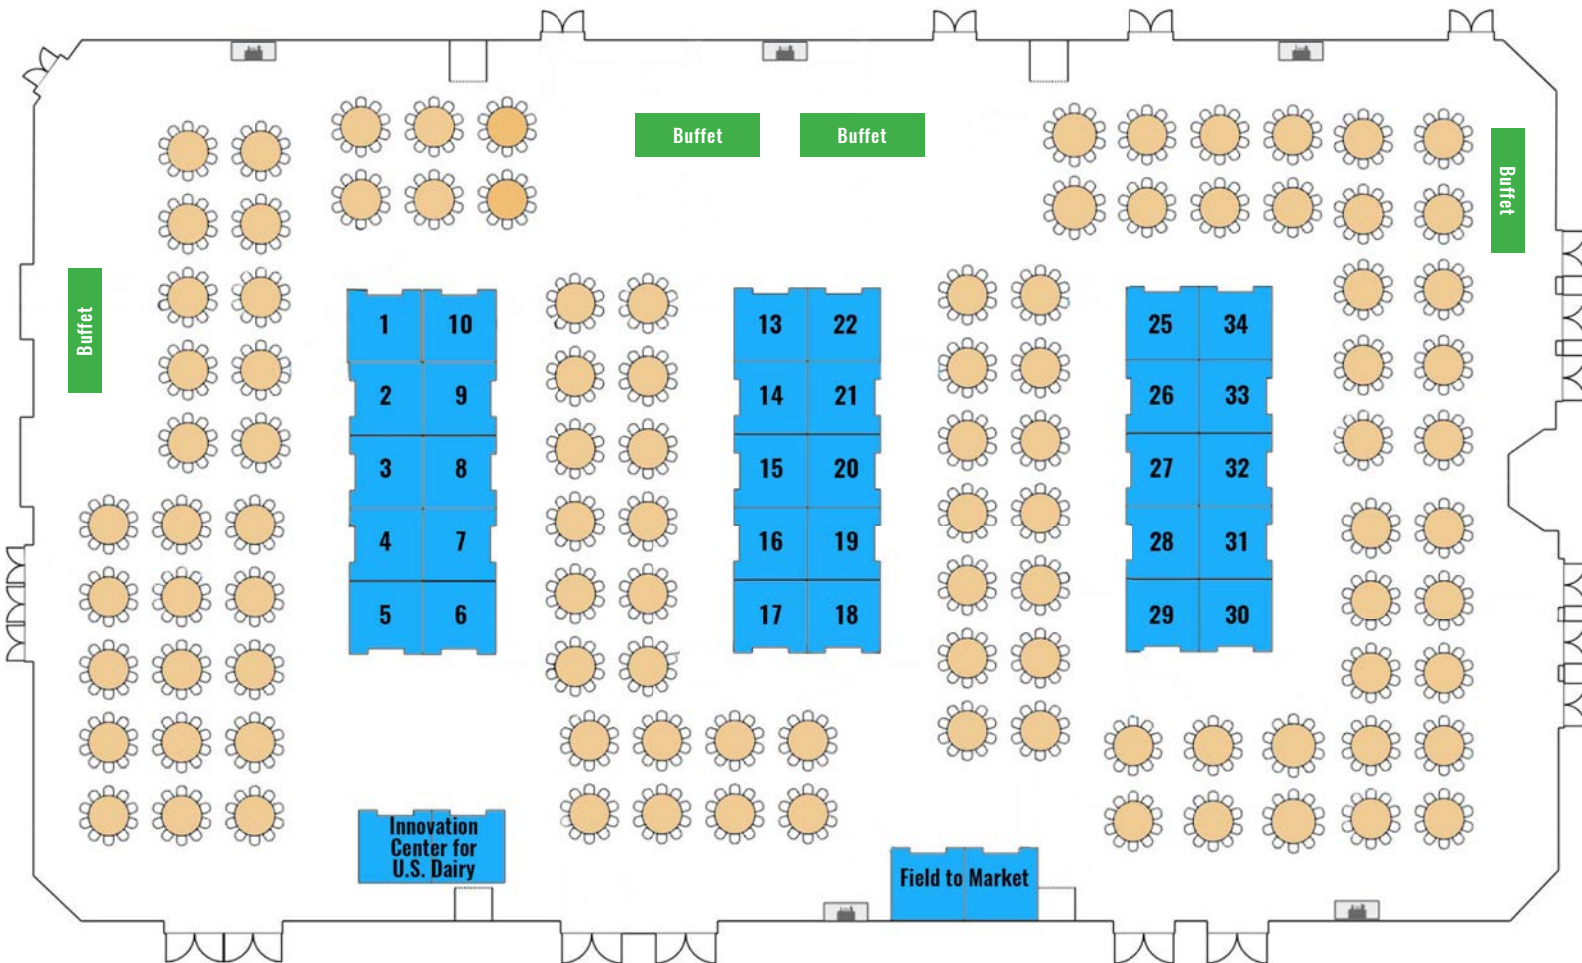 Buffet
Buffet
Buffet
Buffet
1 10 13 22 25 34
2 9 14 21 26 33
3 8 15 20 27 32
4 7 16 19 28 31
5 6 17 18 29 30
Innovation
Center for
U.S. Dairy
Field to Market